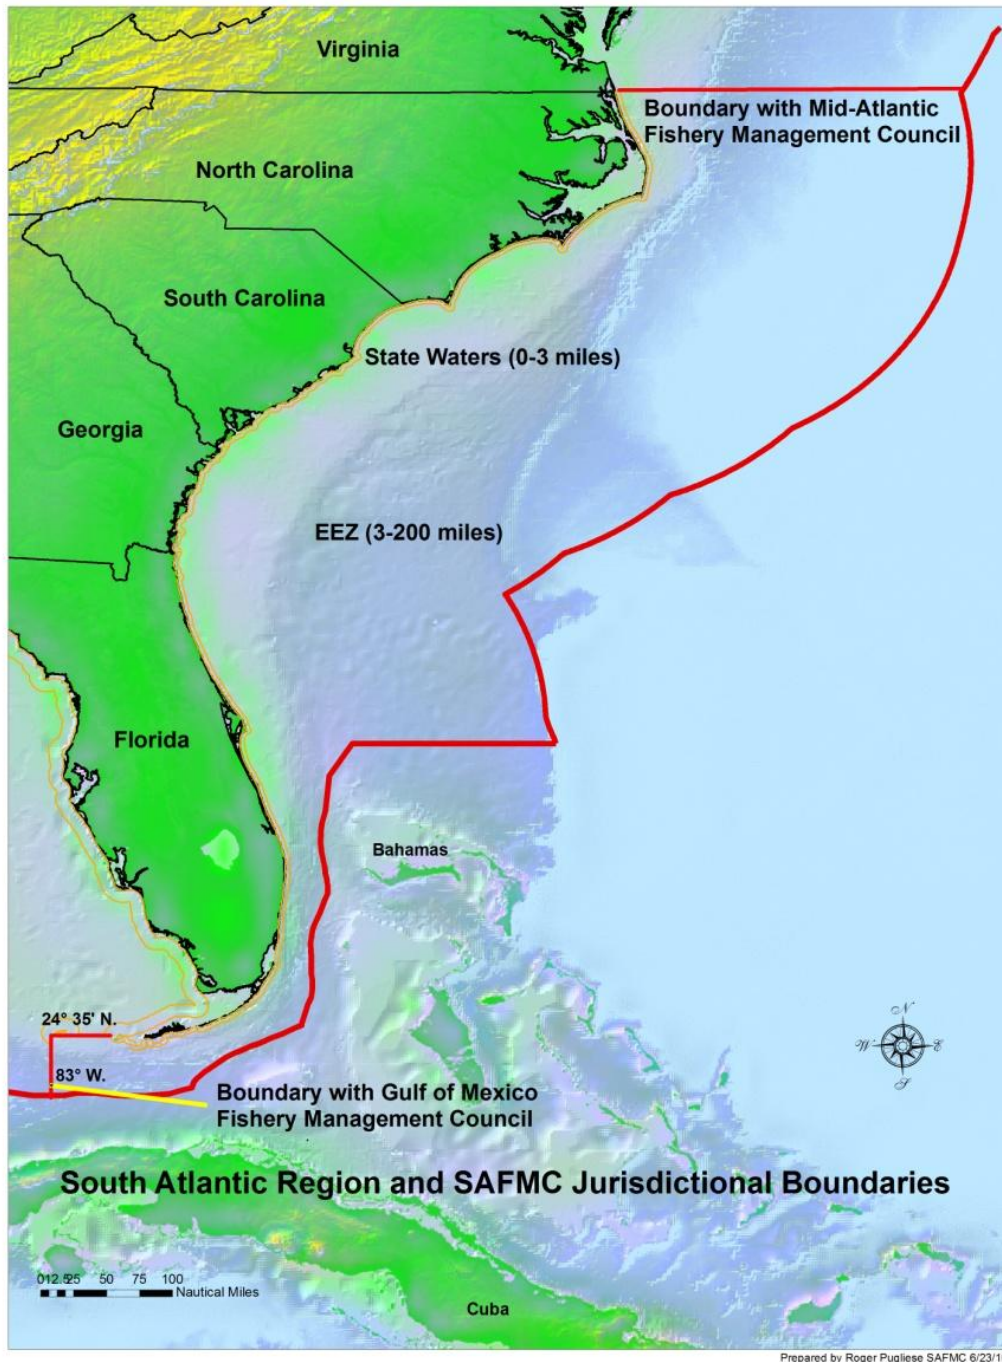 Virginia
Boundary with Mid-Atlantic
Fishery Management Council
North Carolina
South Carolina
State Waters (0-3 miles)
Georgia
EEZ (3-200 miles)
Florida
Bahamas
24° 35' N.
83° W.
N
W
E
S
Boundary with Gulf of Mexico
Fishery Management Council
South Atlantic Region and SAFMC Jurisdictional Boundaries
0 12.5 25 50 75 100
Nautical Miles
Cuba
Prepared by Roger Pugliese SAFMC 6/23/1